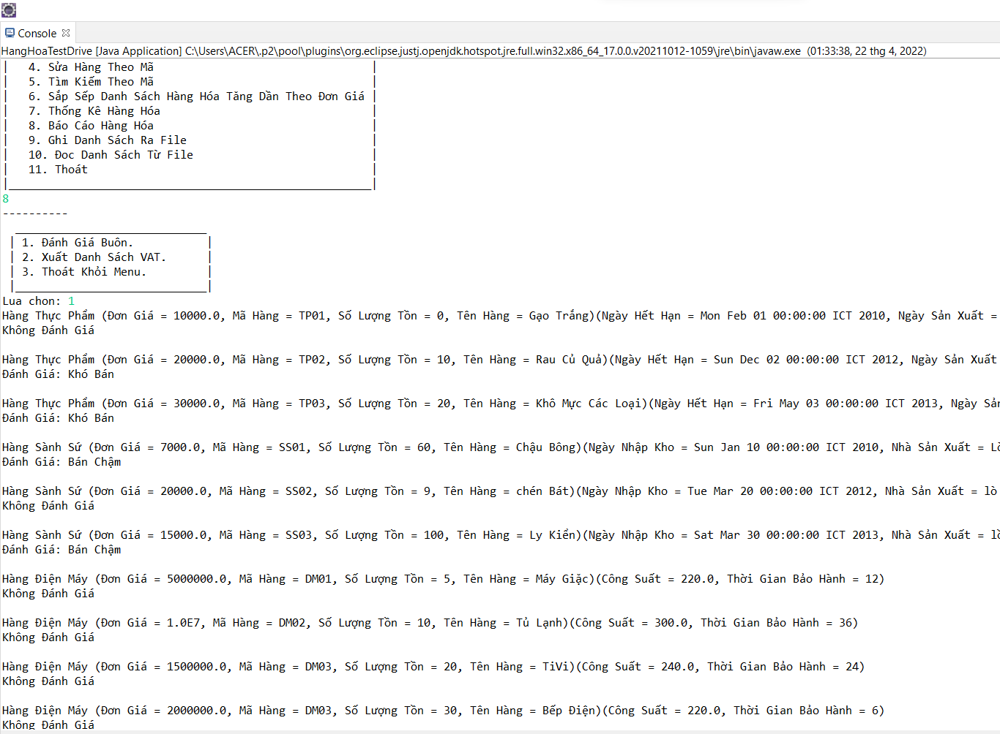 Console
HangHoaTestDrive [Java Application] C:\Users\ACER\.p2\pool\plugins\org.eclipse.justj.openjdk.hotspot.jre.full.win32.x86_64_17.0.0.v20211012-1059\jre\bin\javaw.exe (01:33:38, 22 thg 4, 2022)
| 4. Sửa Hàng Theo Mã |
| 5. Tìm Kiếm Theo Mã |
| 6. Sắp Sếp Danh Sách Hàng Hóa Tăng Dần Theo Đơn Giá |
| 7. Thống Kê Hàng Hóa |
| 8. Báo Cáo Hàng Hóa |
| 9. Ghi Danh Sách Ra File |
| 10. Đoc Danh Sách Từ File |
| 11. Thoát |
|_______________________________________________________|
8
----------
_____________________________
| 1. Đánh Giá Buôn. |
| 2. Xuất Danh Sách VAT. |
| 3. Thoát Khỏi Menu. |
|_____________________________|
Lua chon: 1
Hàng Thực Phẩm (Đơn Giá = 10000.0, Mã Hàng = TP01, Số Lượng Tồn = 0, Tên Hàng = Gạo Trắng)(Ngày Hết Hạn = Mon Feb 01 00:00:00 ICT 2010, Ngày Sản Xuất =
Không Đánh Giá
Hàng Thực Phẩm (Đơn Giá = 20000.0, Mã Hàng = TP02, Số Lượng Tồn = 10, Tên Hàng = Rau Củ Quả)(Ngày Hết Hạn = Sun Dec 02 00:00:00 ICT 2012, Ngày Sản Xuất
Đánh Giá: Khó Bán
Hàng Thực Phẩm (Đơn Giá = 30000.0, Mã Hàng = TP03, Số Lượng Tồn = 20, Tên Hàng = Khô Mực Các Loại)(Ngày Hết Hạn = Fri May 03 00:00:00 ICT 2013, Ngày Sản
Đánh Giá: Khó Bán
Hàng Sành Sứ (Đơn Giá = 7000.0, Mã Hàng = SS01, Số Lượng Tồn = 60, Tên Hàng = Chậu Bông)(Ngày Nhập Kho = Sun Jan 10 00:00:00 ICT 2010, Nhà Sản Xuất =
Đánh Giá: Bán Chậm
Hàng Sành Sứ (Đơn Giá = 20000.0, Mã Hàng = SS02, Số Lượng Tồn = 9, Tên Hàng = chén Bát)(Ngày Nhập Kho = Tue Mar 20 00:00:00 ICT 2012, Nhà Sản Xuất = lò
Không Đánh Giá
Hàng Sành Sứ (Đơn Giá = 15000.0, Mã Hàng = SS03, Số Lượng Tồn = 100, Tên Hàng = Ly Kiển)(Ngày Nhập Kho = Sat Mar 30 00:00:00 ICT 2013, Nhà Sản Xuất =
Đánh Giá: Bán Chậm
Hàng Điện Máy (Đơn Giá = 5000000.0, Mã Hàng = DM01, Số Lượng Tồn = 5, Tên Hàng = Máy Giặc)(Công Suất = 220.0, Thời Gian Bảo Hành = 12)
Không Đánh Giá
Hàng Điện Máy (Đơn Giá = 1.0E7, Mã Hàng = DM02, Số Lượng Tồn = 10, Tên Hàng = Tủ Lạnh)(Công Suất = 300.0, Thời Gian Bảo Hành = 36)
Không Đánh Giá
Hàng Điện Máy (Đơn Giá = 1500000.0, Mã Hàng = DM03, Số Lượng Tồn = 20, Tên Hàng = TiVi)(Công Suất = 240.0, Thời Gian Bảo Hành = 24)
Không Đánh Giá
Hàng Điện Máy (Đơn Giá = 2000000.0, Mã Hàng = DM03, Số Lượng Tồn = 30, Tên Hàng = Bếp Điện)(Công Suất = 220.0, Thời Gian Bảo Hành = 6)
Không Đánh Giá